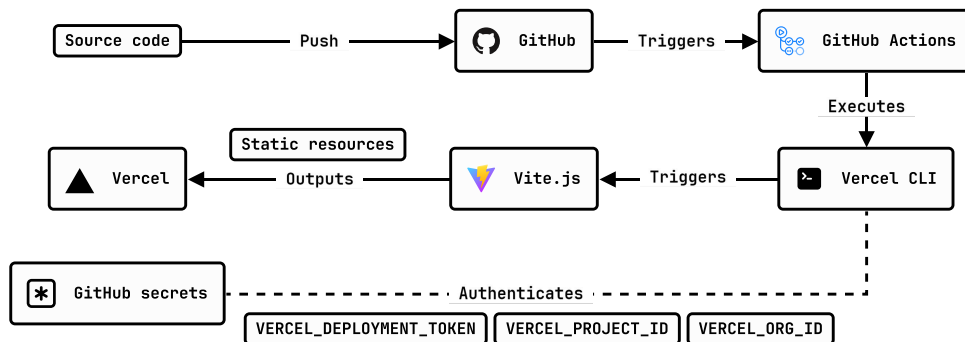 Source code
Push
GitHub
Triggers
GitHub Actions
Executes
Static resources
Vercel
Outputs
Vite.js
Triggers
Vercel CLI
GitHub secrets
Authenticates
VERCEL_DEPLOYMENT_TOKEN
VERCEL_PROJECT_ID
VERCEL_ORG_ID